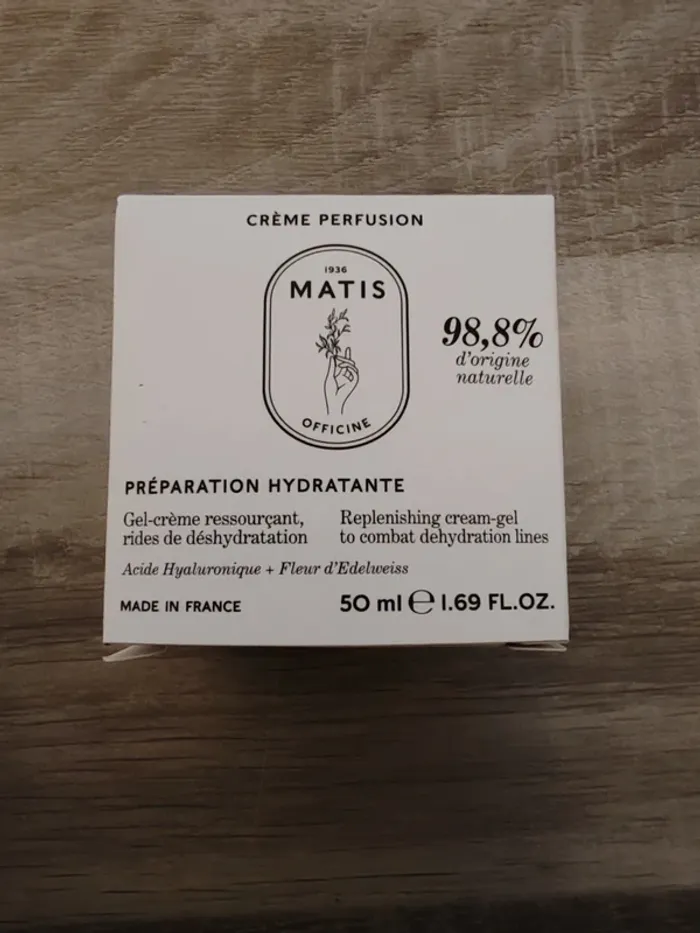 CRÈME PERFUSION
1936
MATIS
OFFICINE
98,8%
d'origine
naturelle
PRÉPARATION HYDRATANTE
Gel-crème ressourçant,
rides de déshydratation
Replenishing cream-gel
to combat dehydration lines
Acide Hyaluronique + Fleur d'Edelweiss
MADE IN FRANCE
50 ml ℮ 1.69 FL.OZ.